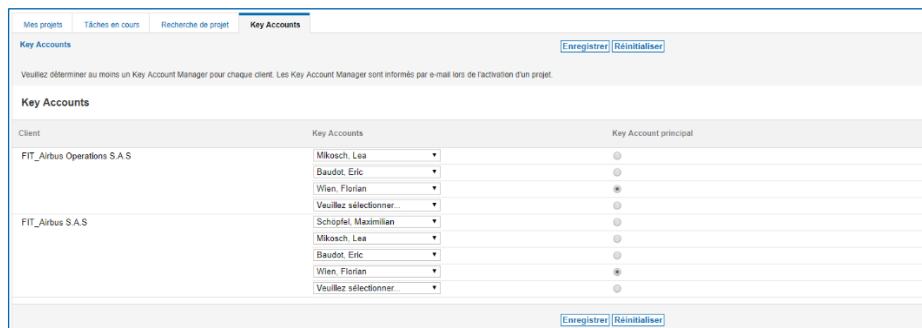 Mes projets Tâches en cours Recherche de projet Key Accounts
Key Accounts Enregistrer Réinitialiser
Veuillez déterminer au moins un Key Account Manager pour chaque client. Les Key Account Manager sont informés par e-mail lors de l'activation d'un projet.
Key Accounts
Client Key Accounts Key Account principal
FIT_Airbus Operations S.A.S Mikosch, Lea
Baudot, Eric
Wien, Florian
Veuillez sélectionner...
FIT_Airbus S.A.S Schöpfel, Maximilian
Mikosch, Lea
Baudot, Eric
Wien, Florian
Veuillez sélectionner...
Enregistrer Réinitialiser